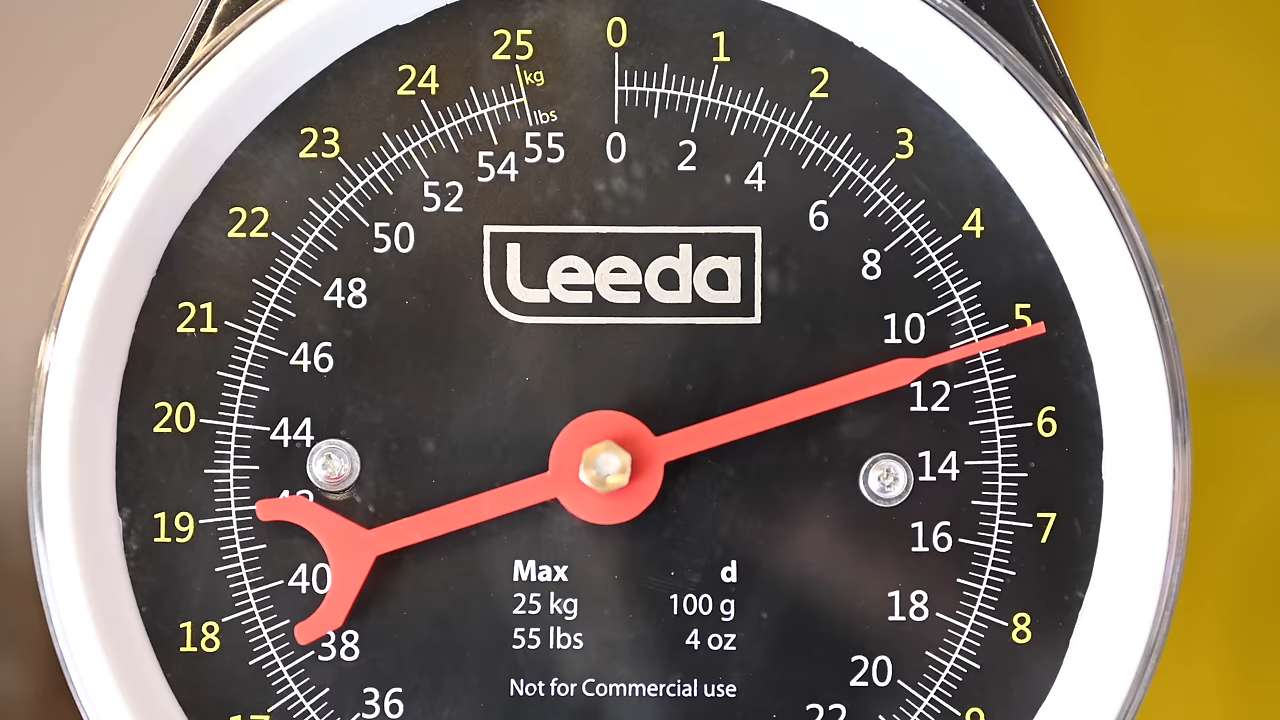 25 0 1
24 kg 2
lbs
23 54 55 0 2 3
52 4
22 50 6 4
Leeda
48 8
21 10 5
46
12
20 44 6
14
19 16 7
40 Max d
25 kg 100 g 18
18 55 lbs 4 oz 8
38
20
36 Not for Commercial use
22